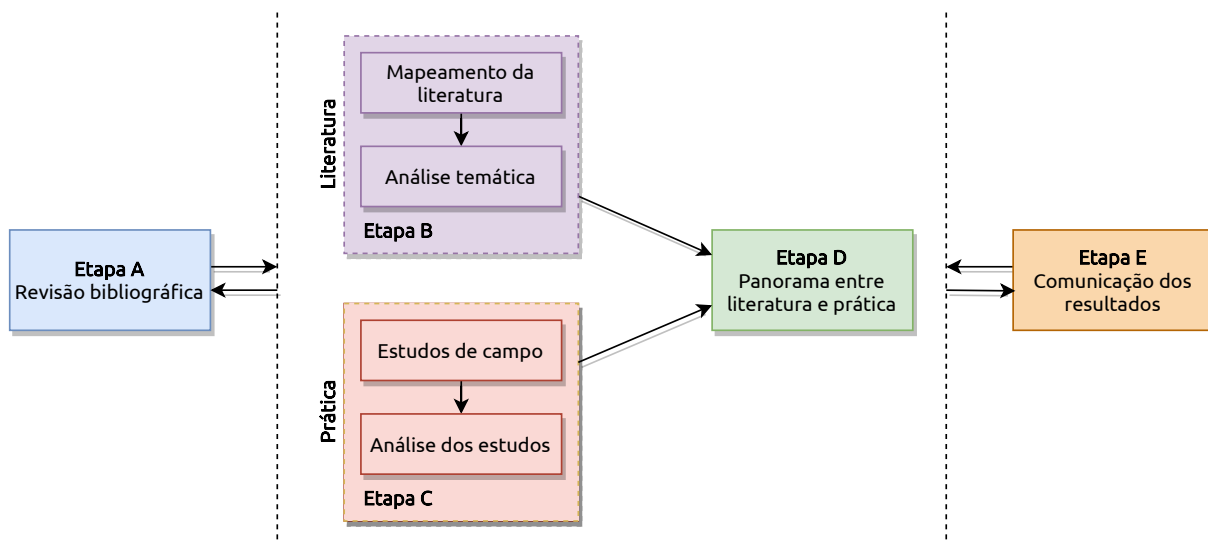 Etapa A
Revisão bibliográfica
Literatura
Mapeamento da
literatura
Análise temática
Etapa B
Prática
Estudos de campo
Análise dos estudos
Etapa C
Etapa D
Panorama entre
literatura e prática
Etapa E
Comunicação dos
resultados